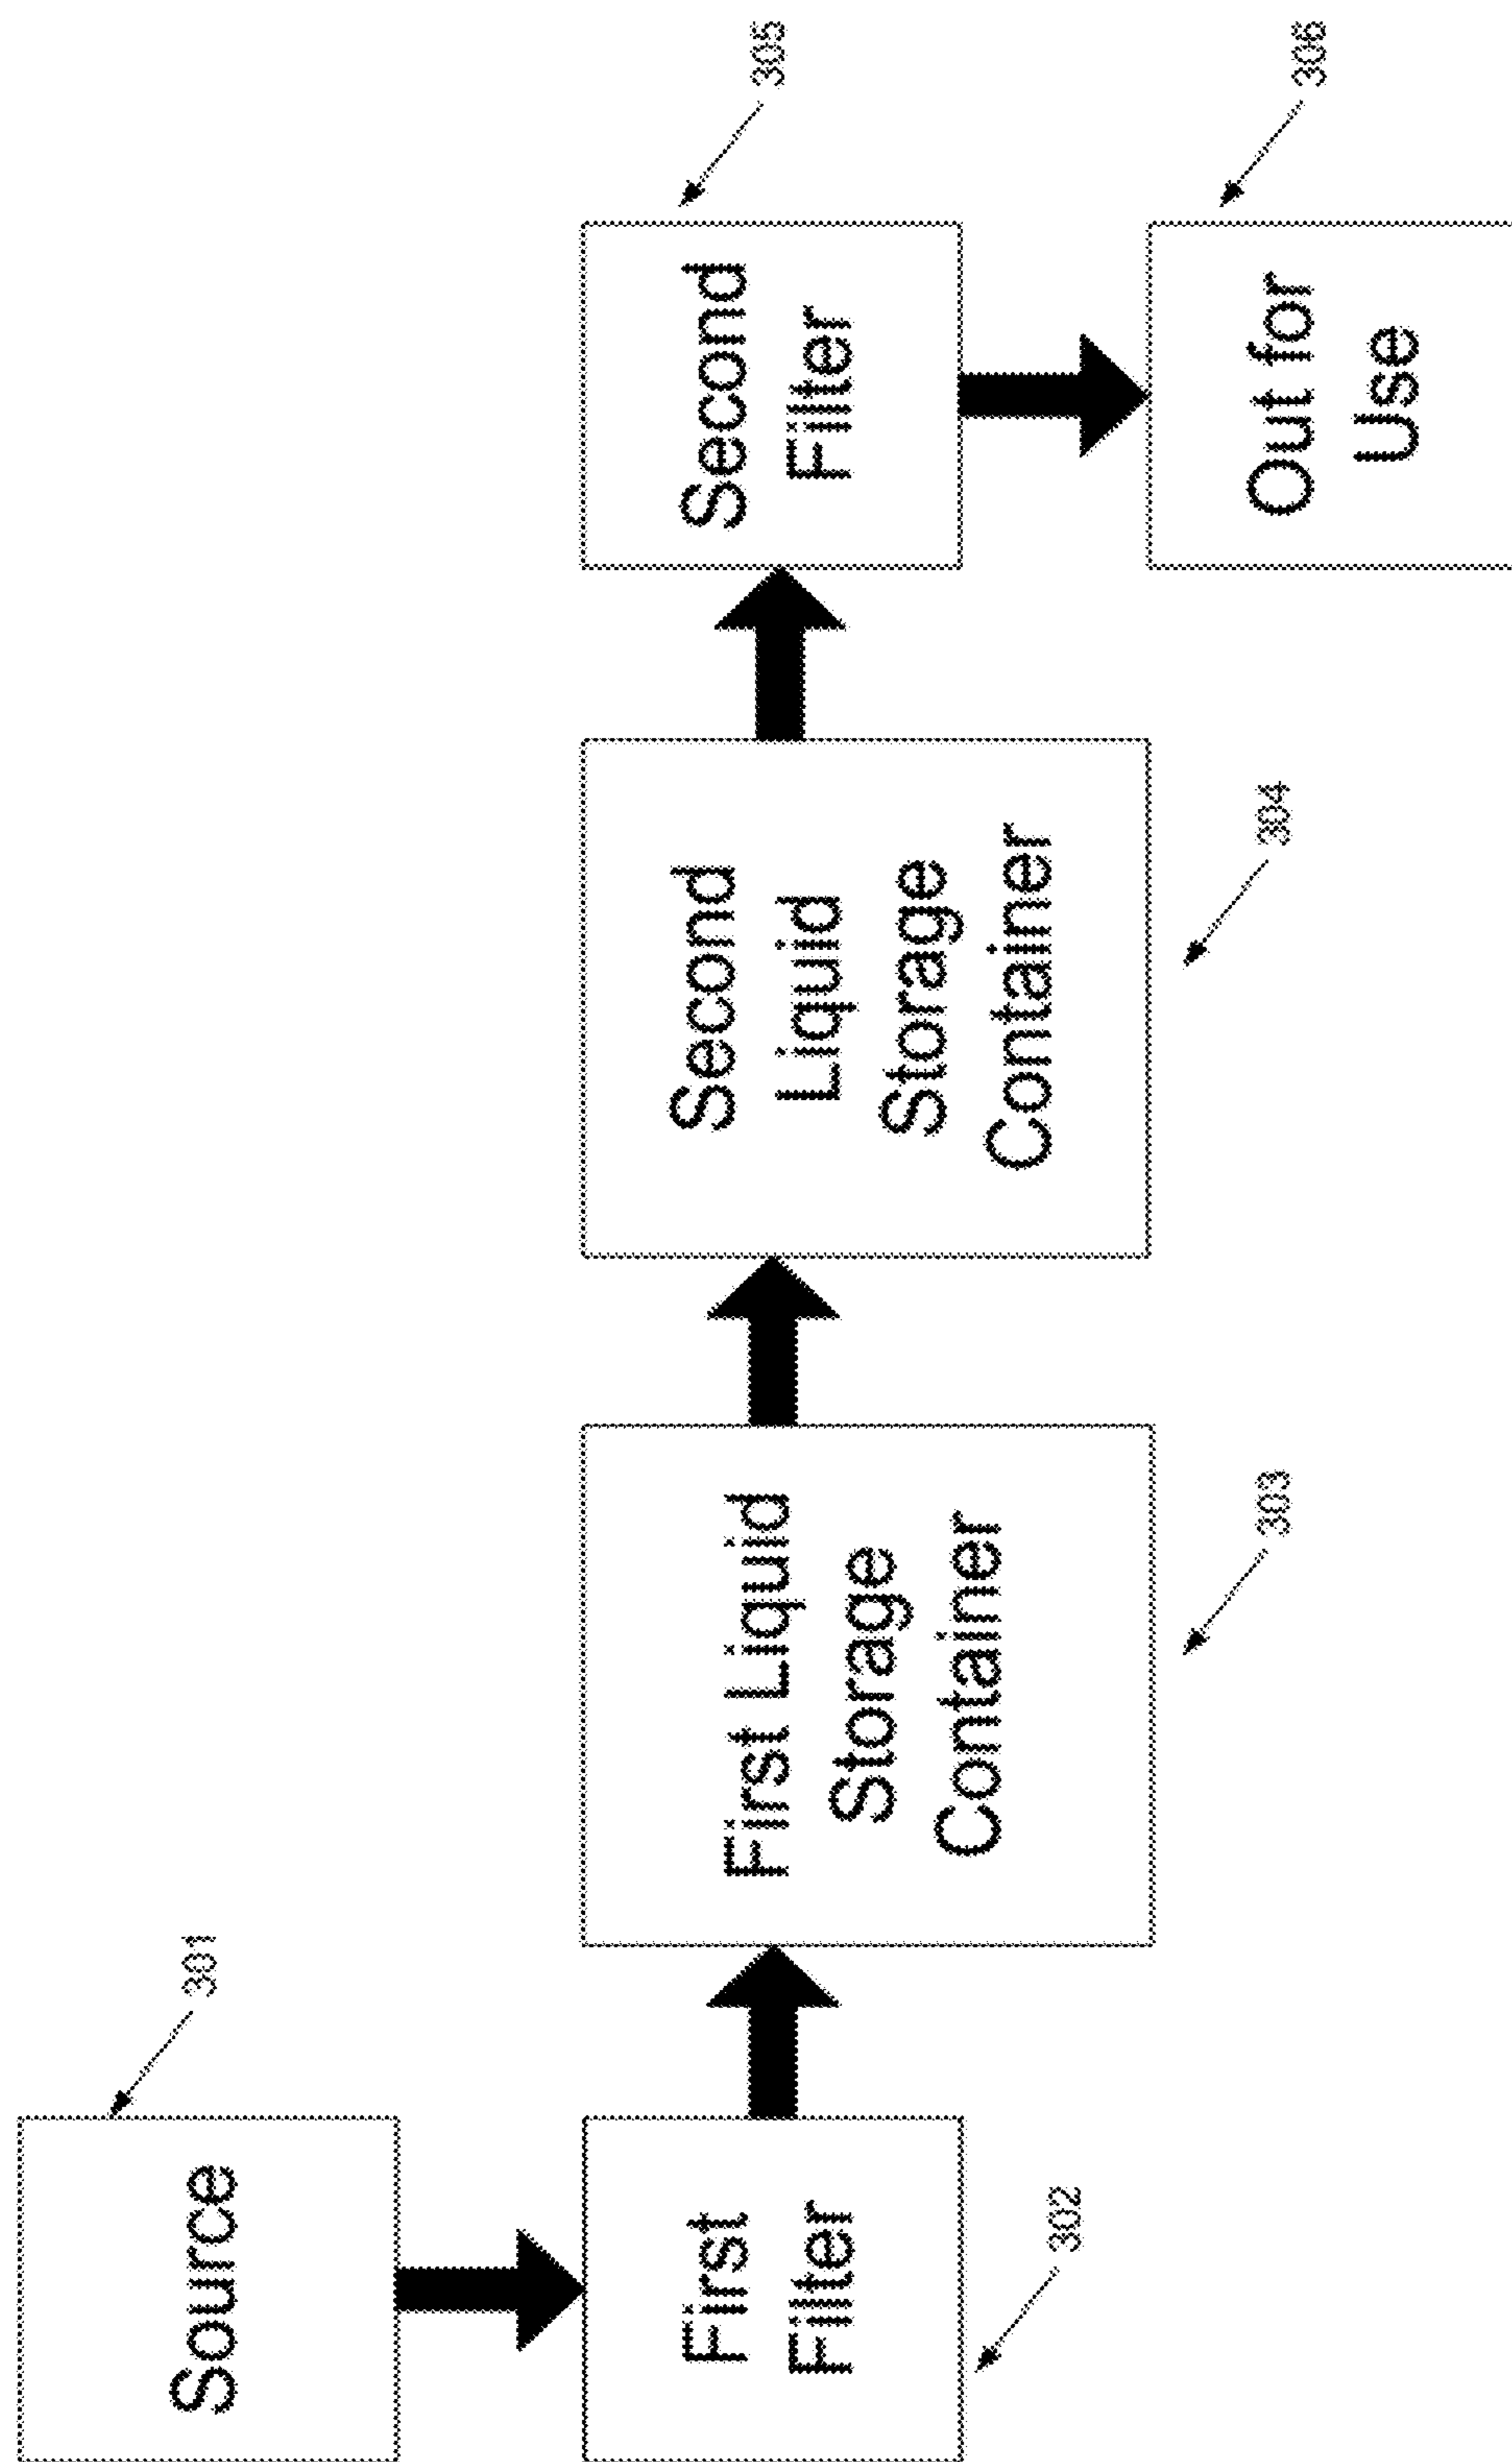 Source
301
First
Filter
302
First Liquid
Storage
Container
303
Second
Liquid
Storage
Container
304
Second
Filter
305
Out for
Use
306